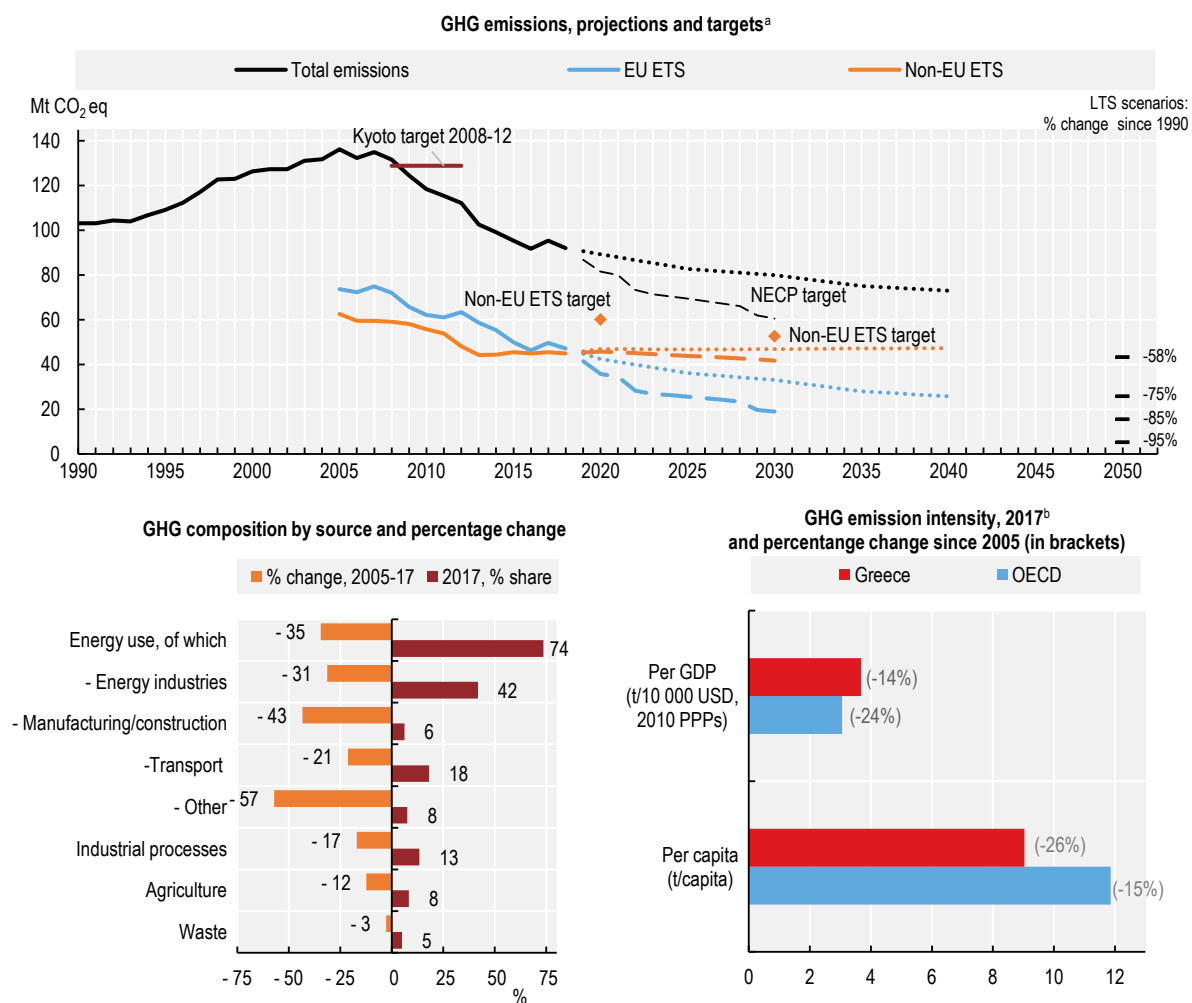 GHG emissions, projections and targetsᵃ
Total emissions EU ETS Non-EU ETS
Mt CO₂ eq
LTS scenarios:
% change since 1990
140
120
100
80
60
40
20
0
Kyoto target 2008-12
Non-EU ETS target
NECP target
Non-EU ETS target
-58%
-75%
-85%
-95%
1990 1995 2000 2005 2010 2015 2020 2025 2030 2035 2040 2045 2050
GHG composition by source and percentage change
% change, 2005-17 2017, % share
Energy use, of which - 35 74
- Energy industries - 31 42
- Manufacturing/construction - 43 6
-Transport - 21 18
- Other - 57 8
Industrial processes - 17 13
Agriculture - 12 8
Waste - 3 5
- 75 - 50 - 25 0 25 50 75
%
GHG emission intensity, 2017ᵇ
and percentange change since 2005 (in brackets)
Greece OECD
Per GDP
(t/10 000 USD,
2010 PPPs)
(-14%)
(-24%)
Per capita
(t/capita)
(-26%)
(-15%)
0 2 4 6 8 10 12